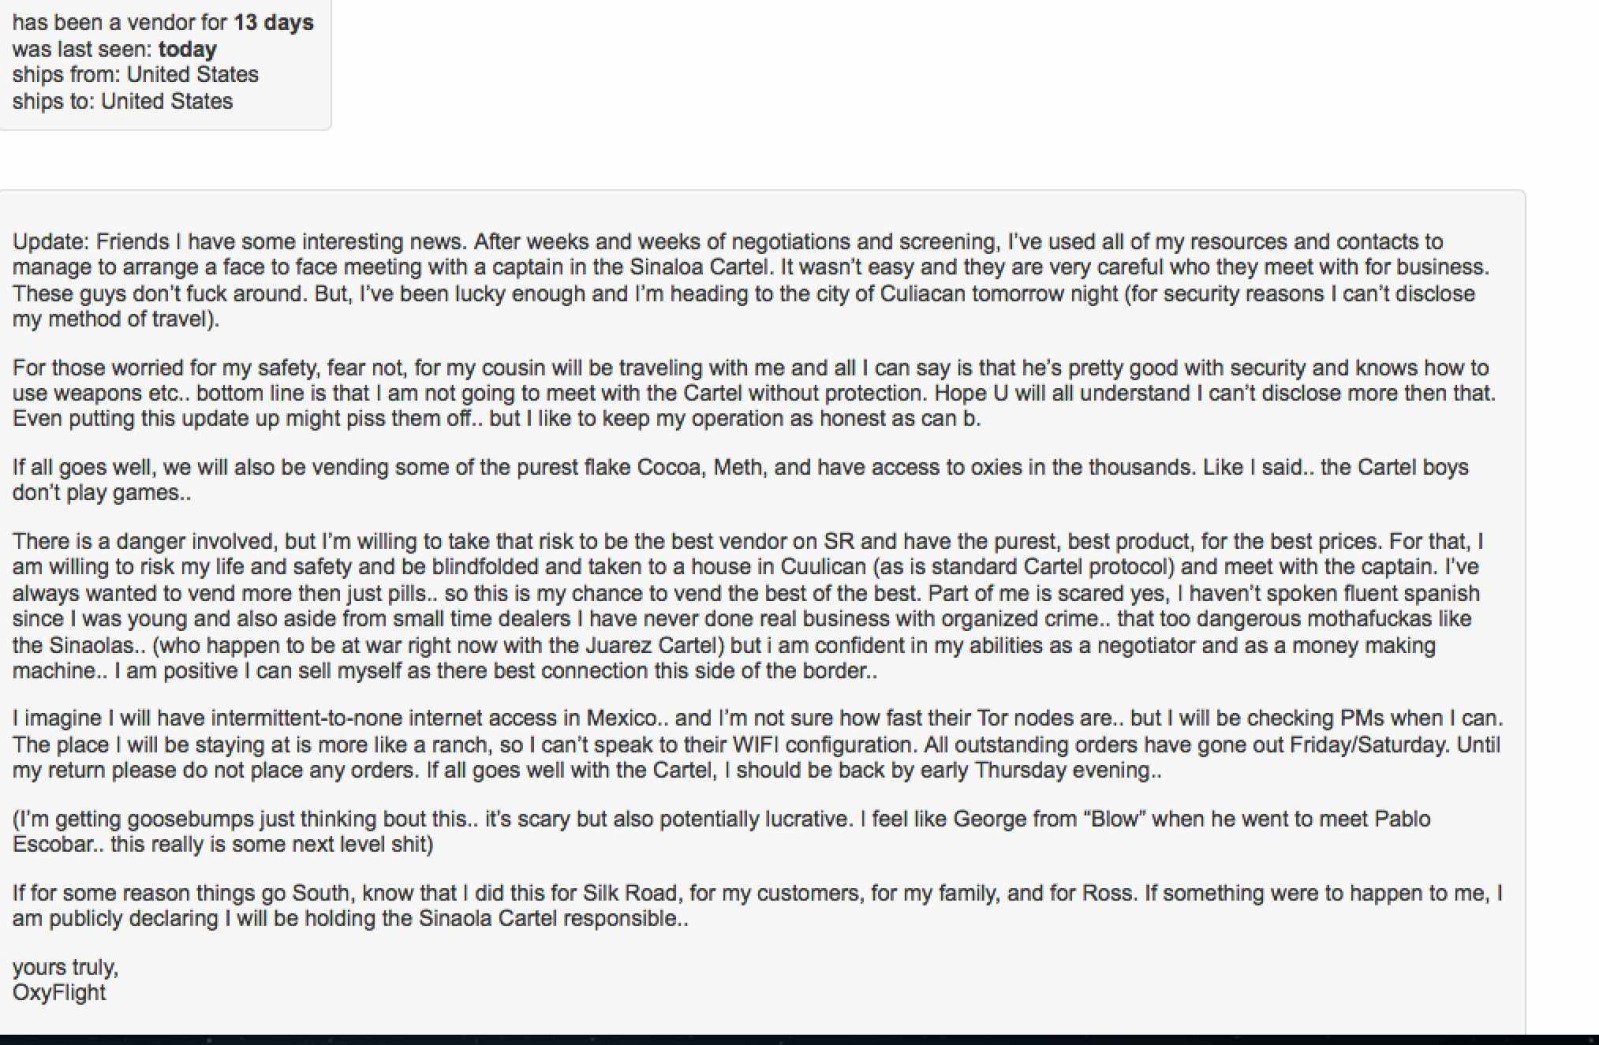 has been a vendor for 13 days
was last seen: today
ships from: United States
ships to: United States
Update: Friends I have some interesting news. After weeks and weeks of negotiations and screening, I've used all of my resources and contacts to
manage to arrange a face to face meeting with a captain in the Sinaloa Cartel. It wasn't easy and they are very careful who they meet with for business.
These guys don't fuck around. But, I've been lucky enough and I'm heading to the city of Culiacan tomorrow night (for security reasons I can't disclose
my method of travel).
For those worried for my safety, fear not, for my cousin will be traveling with me and all I can say is that he's pretty good with security and knows how to
use weapons etc.. bottom line is that I am not going to meet with the Cartel without protection. Hope U will all understand I can't disclose more then that.
Even putting this update up might piss them off.. but I like to keep my operation as honest as can b.
If all goes well, we will also be vending some of the purest flake Cocoa, Meth, and have access to oxies in the thousands. Like I said.. the Cartel boys
don't play games..
There is a danger involved, but I'm willing to take that risk to be the best vendor on SR and have the purest, best product, for the best prices. For that, I
am willing to risk my life and safety and be blindfolded and taken to a house in Cuulican (as is standard Cartel protocol) and meet with the captain. I've
always wanted to vend more then just pills.. so this is my chance to vend the best of the best. Part of me is scared yes, I haven't spoken fluent spanish
since I was young and also aside from small time dealers I have never done real business with organized crime.. that too dangerous mothafuckas like
the Sinaolas.. (who happen to be at war right now with the Juarez Cartel) but i am confident in my abilities as a negotiator and as a money making
machine.. I am positive I can sell myself as there best connection this side of the border..
I imagine I will have intermittent-to-none internet access in Mexico.. and I'm not sure how fast their Tor nodes are.. but I will be checking PMs when I can.
The place I will be staying at is more like a ranch, so I can't speak to their WIFI configuration. All outstanding orders have gone out Friday/Saturday. Until
my return please do not place any orders. If all goes well with the Cartel, I should be back by early Thursday evening..
(I'm getting goosebumps just thinking bout this.. it's scary but also potentially lucrative. I feel like George from “Blow” when he went to meet Pablo
Escobar.. this really is some next level shit)
If for some reason things go South, know that I did this for Silk Road, for my customers, for my family, and for Ross. If something were to happen to me, I
am publicly declaring I will be holding the Sinaola Cartel responsible..
yours truly,
OxyFlight